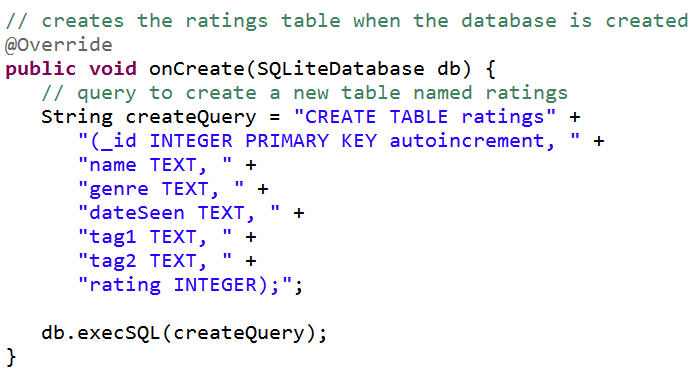 // creates the ratings table when the database is created
@Override
public void onCreate(SQLiteDatabase db) {
   // query to create a new table named ratings
   String createQuery = "CREATE TABLE ratings" +
      "(_id INTEGER PRIMARY KEY autoincrement, " +
      "name TEXT, " +
      "genre TEXT, " +
      "dateSeen TEXT, " +
      "tag1 TEXT, " +
      "tag2 TEXT, " +
      "rating INTEGER);";

   db.execSQL(createQuery);
}